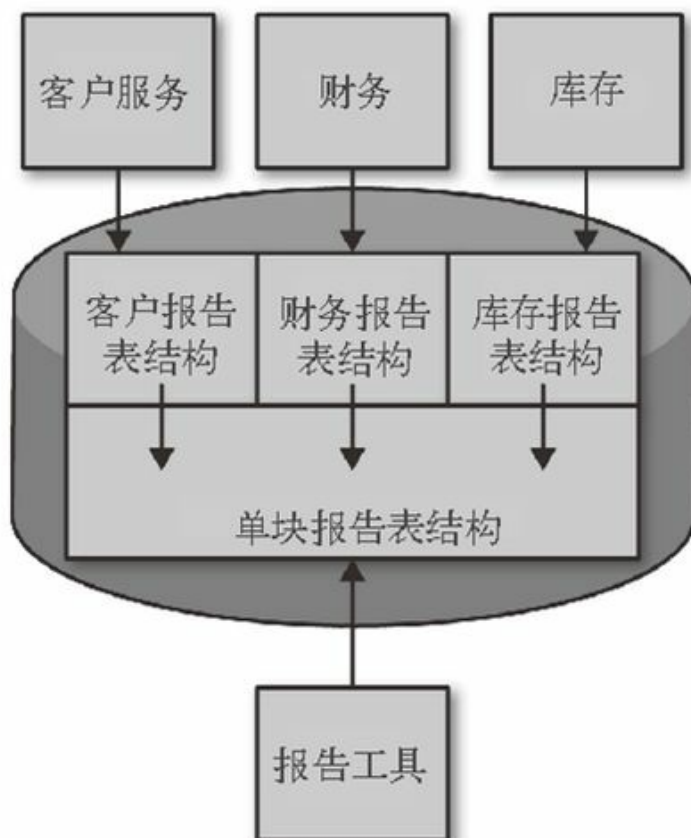 客户服务
财务
库存
客户报告
表结构
财务报告
表结构
库存报告
表结构
单块报告表结构
报告工具